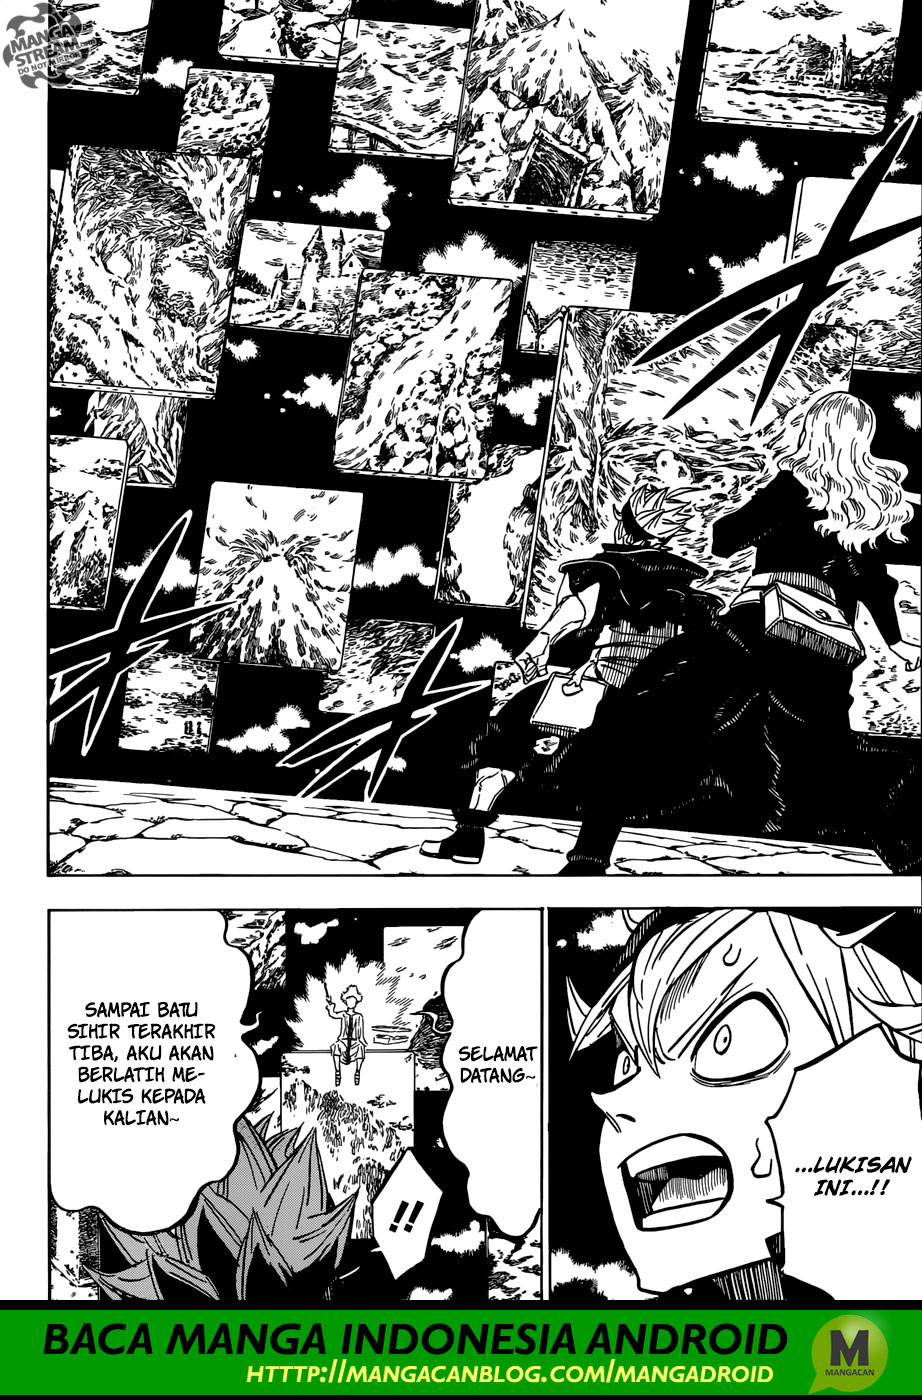 MANGA
STREAM
DO NOT MIRROR
...LUKISAN
INI...!!
SELAMAT
DATANG~
!!
SAMPAI BATU
SIHIR TERAKHIR
TIBA, AKU AKAN
BERLATIH ME-
LUKIS KEPADA
KALIAN~
BACA MANGA INDONESIA ANDROID
HTTTP://MANGACANBLOG.COM/MANGADROID
M
MANGACAN